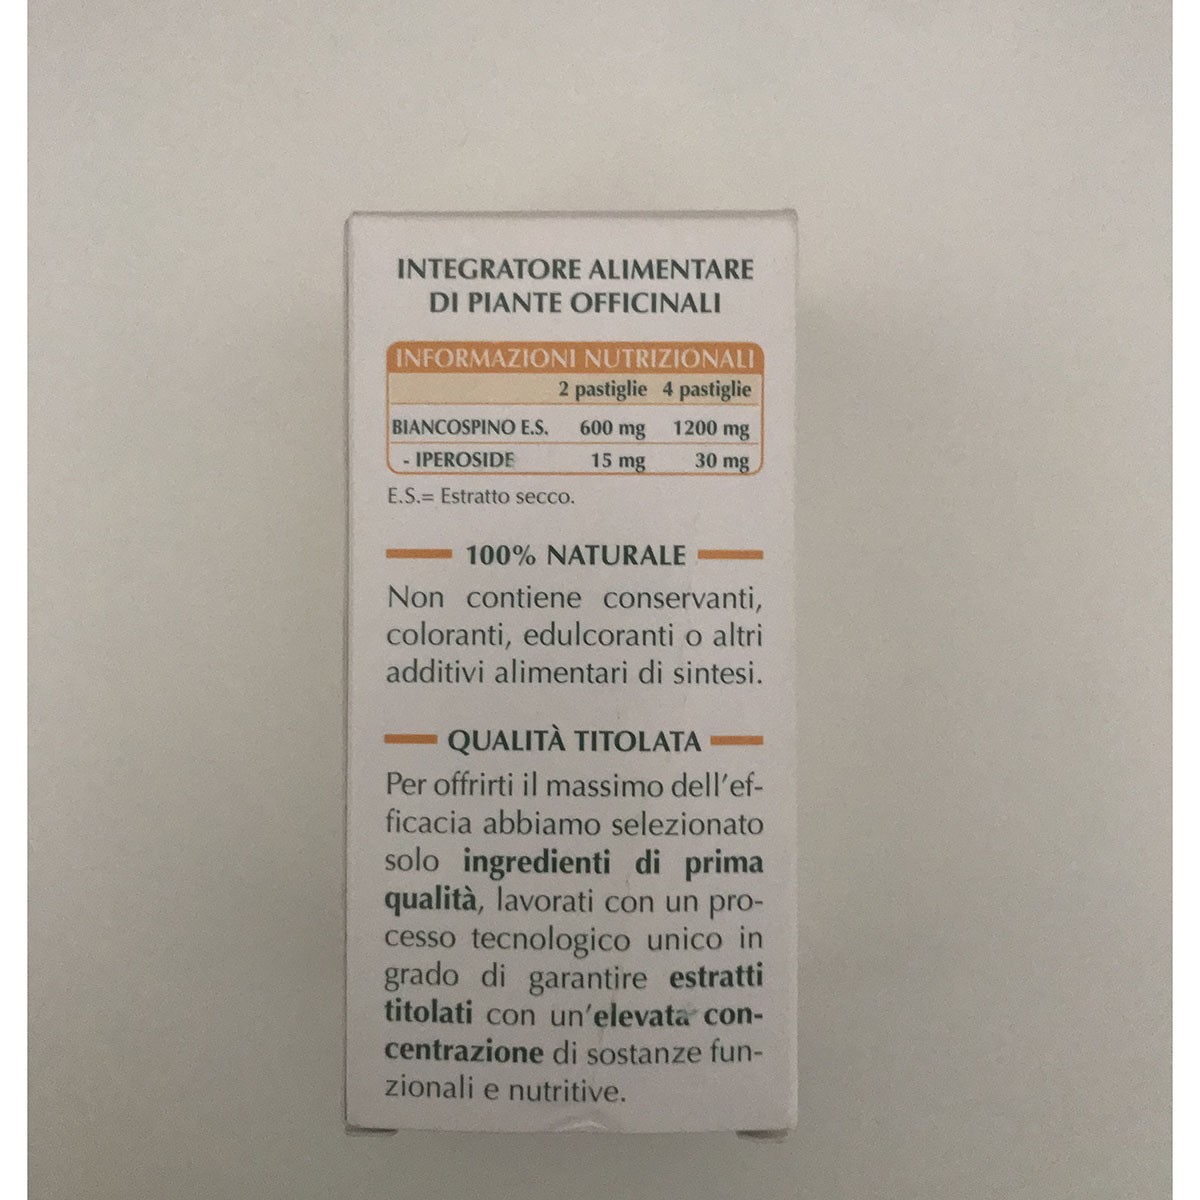 INTEGRATORE ALIMENTARE
DI PIANTE OFFICINALI
INFORMAZIONI NUTRIZIONALI
2 pastiglie 4 pastiglie
BIANCOSPINO E.S. 600 mg 1200 mg
- IPEROSIDE 15 mg 30 mg
E.S.= Estratto secco.
100% NATURALE
Non contiene conservanti,
coloranti, edulcoranti o altri
additivi alimentari di sintesi.
QUALITÀ TITOLATA
Per offrirti il massimo dell'ef-
ficacia abbiamo selezionato
solo ingredienti di prima
qualità, lavorati con un pro-
cesso tecnologico unico in
grado di garantire estratti
titolati con un'elevata con-
centrazione di sostanze fun-
zionali e nutritive.